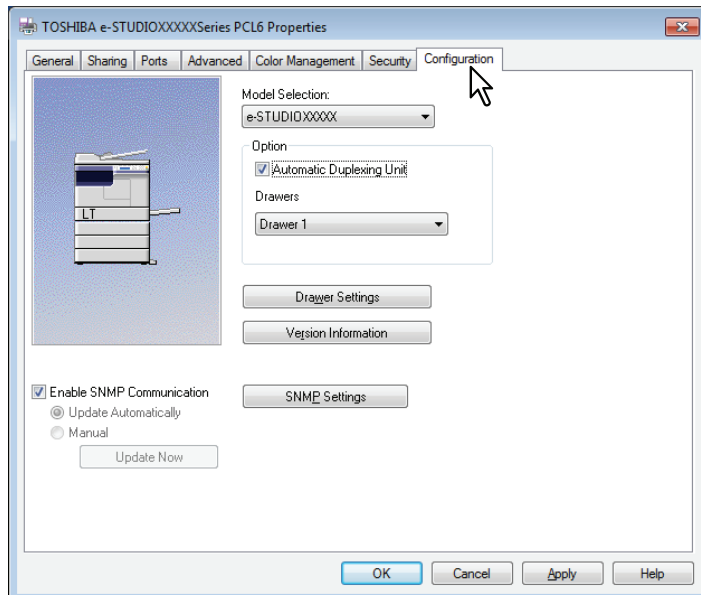 TOSHIBA e-STUDIOXXXXXSeries PCL6 Properties
General Sharing Ports Advanced Color Management Security Configuration
Model Selection:
e-STUDIOXXXXX
Option
Automatic Duplexing Unit
Drawers
Drawer 1
LT
Drawer Settings
Version Information
Enable SNMP Communication
SNMP Settings
Update Automatically
Manual
Update Now
OK Cancel Apply Help